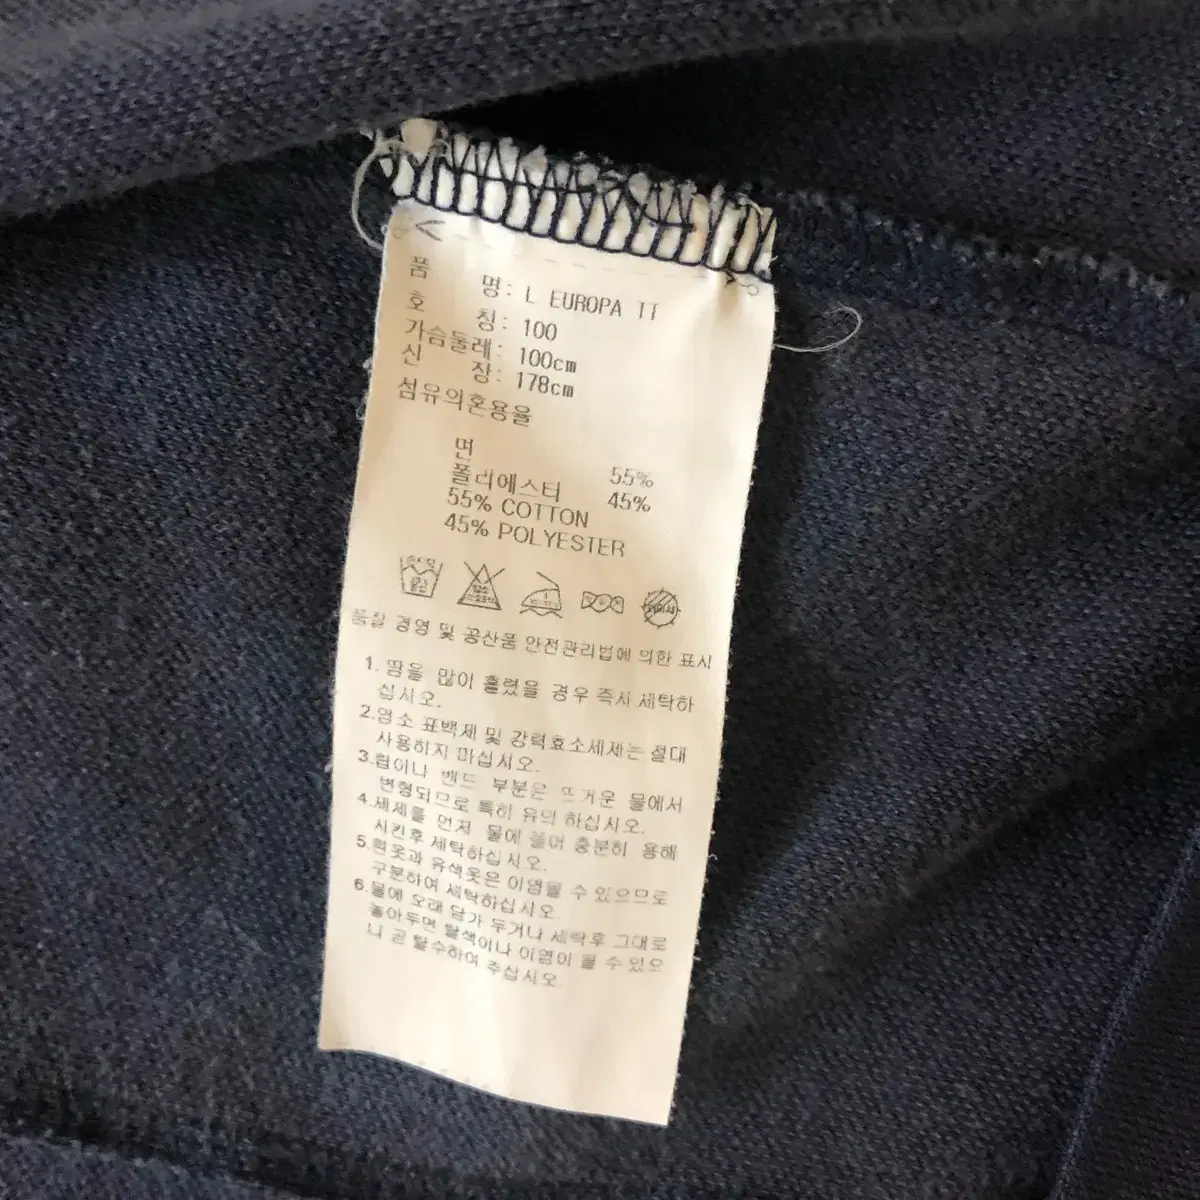 품 명: L EUROPA TT
호 칭: 100
가슴둘레: 100cm
신 장: 178cm
섬유의혼용율
면 55%
폴리에스터 45%
55% COTTON
45% POLYESTER
품질 경영 및 공산품 안전관리법에 의한 표시
1. 땀을 많이 흘렸을 경우 즉시 세탁하
십시오.
2.염소 표백제 및 강력효소세제는 절대
사용하지 마십시오.
3.립이나 밴드 부분은 뜨거운 물에서
변형되므로 특히 유의 하십시오.
4.세제를 먼저 물에 풀어 충분히 용해
시킨후 세탁하십시오.
5.흰옷과 유색옷은 이염될 수 있으므로
구분하여 세탁하십시오.
6.물에 오래 담가 두거나 세탁후 그대로
놓아두면 탈색이나 이염이 될 수 있으
니 곧 탈수하여 주십시오.